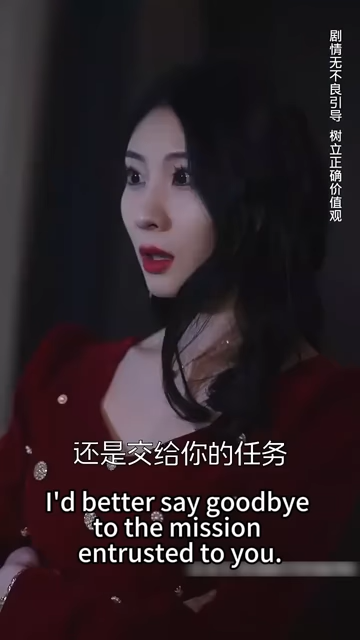 剧情无不良引导 树立正确价值观
还是交给你的任务
I'd better say goodbye
to the mission
entrusted to you.